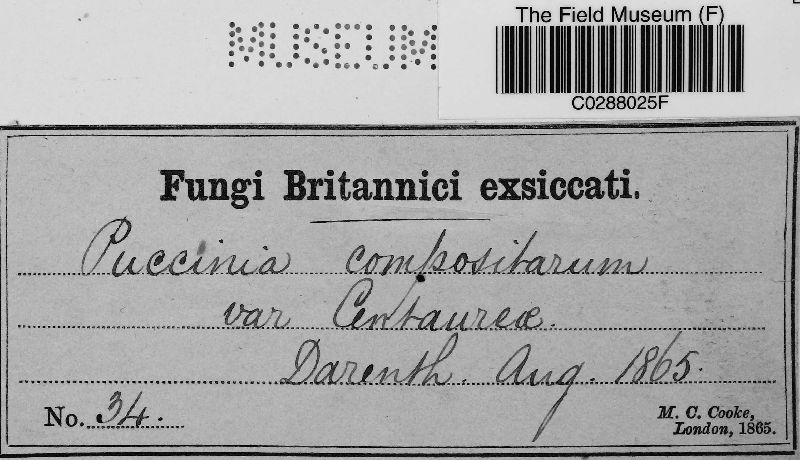 MUSEUM
The Field Museum (F)
C0288025F
Fungi Britannici exsiccati.
Puccinia compositarum
var Centaureæ.
Darenth. Aug. 1865.
No. 34.
M. C. Cooke,
London, 1865.